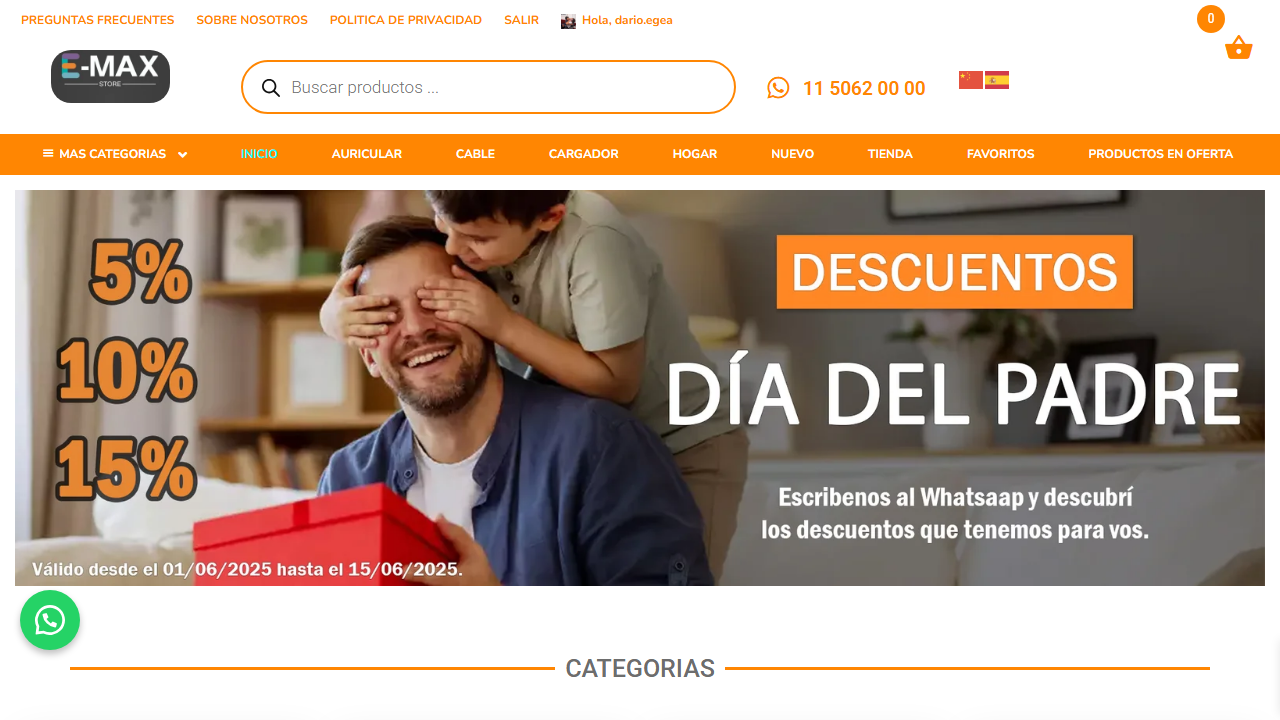 PREGUNTAS FRECUENTES SOBRE NOSOTROS POLITICA DE PRIVACIDAD SALIR Hola, dario.egea 0
E-MAX
STORE
Buscar productos ...
11 5062 00 00
MAS CATEGORIAS INICIO AURICULAR CABLE CARGADOR HOGAR NUEVO TIENDA FAVORITOS PRODUCTOS EN OFERTA
5%
10%
15%
DESCUENTOS
DÍA DEL PADRE
Escribenos al Whatsaap y descubrí
los descuentos que tenemos para vos.
Válido desde el 01/06/2025 hasta el 15/06/2025.
CATEGORIAS